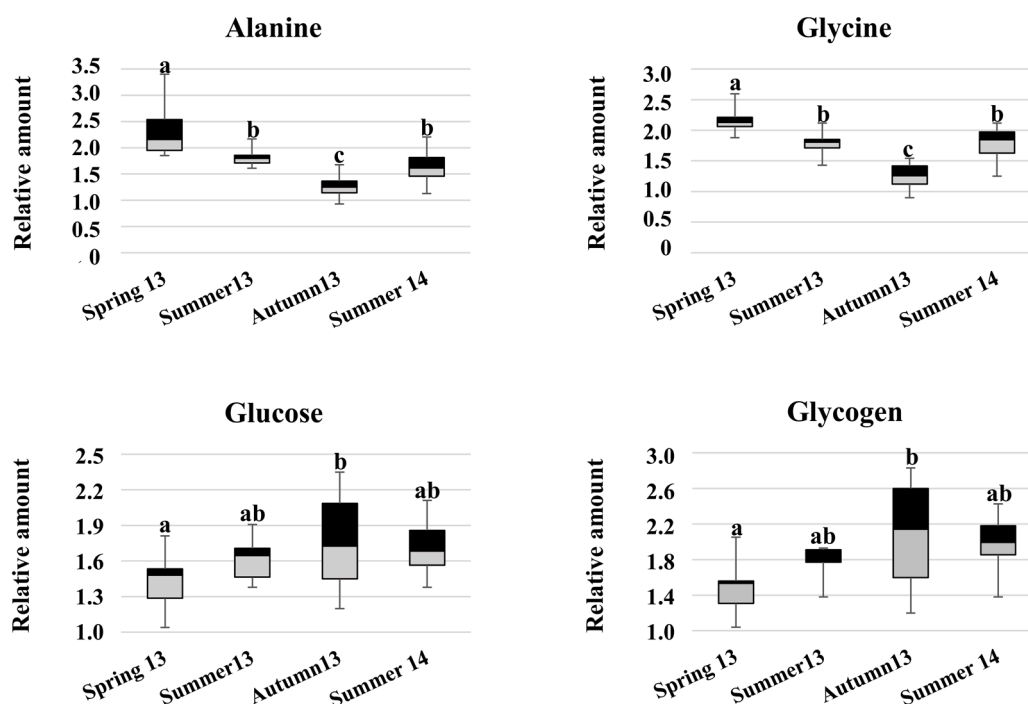 Alanine
Relative amount
3.5
3.0
2.5
2.0
1.5
1.0
0.5
0
a
b
c
b
Spring 13
Summer13
Autumn13
Summer 14
Glycine
Relative amount
3.0
2.5
2.0
1.5
1.0
0.5
0
a
b
c
b
Spring 13
Summer13
Autumn13
Summer 14
Glucose
Relative amount
2.5
2.2
1.9
1.6
1.3
1.0
a
ab
b
ab
Spring 13
Summer13
Autumn13
Summer 14
Glycogen
Relative amount
3.0
2.6
2.2
1.8
1.4
1.0
a
ab
b
ab
Spring 13
Summer13
Autumn13
Summer 14